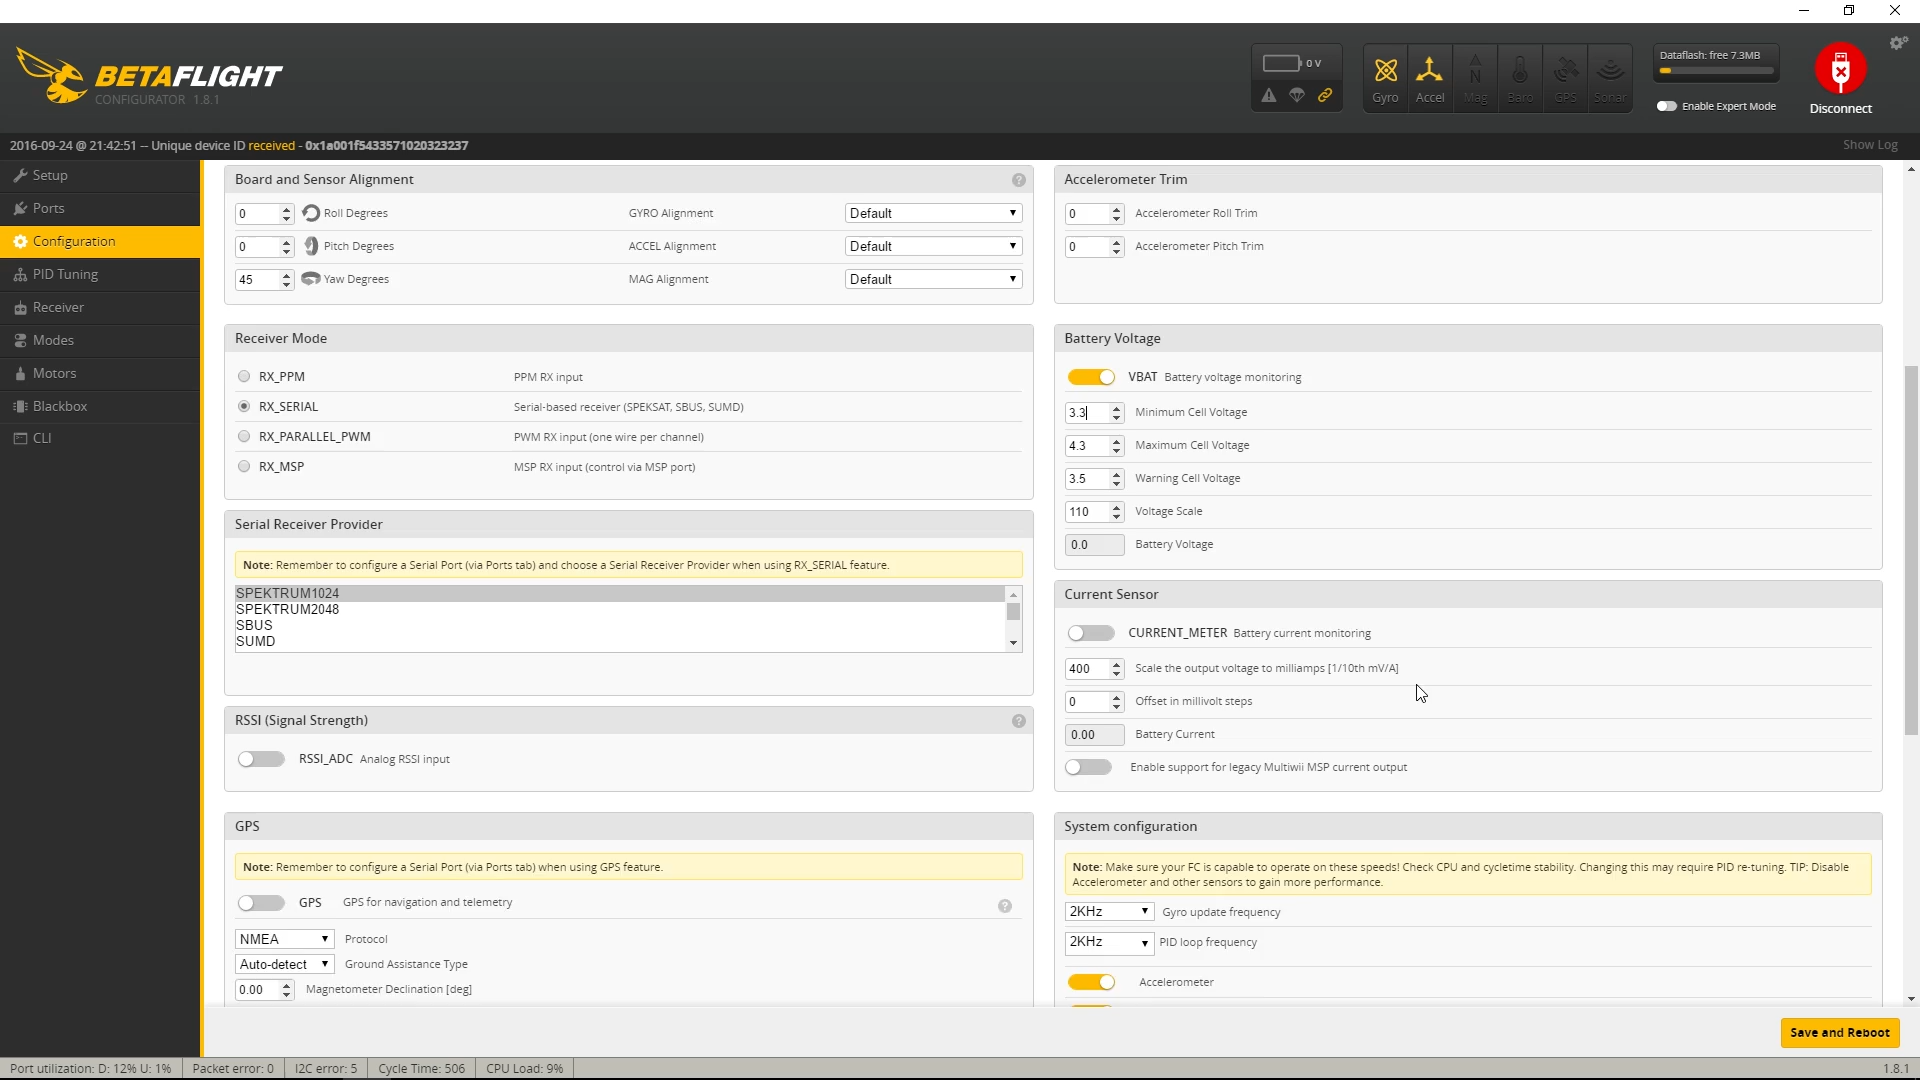 BETAFLIGHT
CONFIGURATOR 1.8.1
0 V
Gyro
Accel
Mag
Baro
GPS
Sonar
Dataflash: free 7.3MB
Enable Expert Mode
Disconnect
2016-09-24 @ 21:42:51 -- Unique device ID received - 0x1a001f5433571020323237
Show Log
Setup
Ports
Configuration
PID Tuning
Receiver
Modes
Motors
Blackbox
CLI
Board and Sensor Alignment
0 Roll Degrees GYRO Alignment Default
0 Pitch Degrees ACCEL Alignment Default
45 Yaw Degrees MAG Alignment Default
Accelerometer Trim
0 Accelerometer Roll Trim
0 Accelerometer Pitch Trim
Receiver Mode
RX_PPM PPM RX input
RX_SERIAL Serial-based receiver (SPEKSAT, SBUS, SUMD)
RX_PARALLEL_PWM PWM RX input (one wire per channel)
RX_MSP MSP RX input (control via MSP port)
Battery Voltage
VBAT Battery voltage monitoring
3.3 Minimum Cell Voltage
4.3 Maximum Cell Voltage
3.5 Warning Cell Voltage
110 Voltage Scale
0.0 Battery Voltage
Serial Receiver Provider
Note: Remember to configure a Serial Port (via Ports tab) and choose a Serial Receiver Provider when using RX_SERIAL feature.
SPEKTRUM1024
SPEKTRUM2048
SBUS
SUMD
Current Sensor
CURRENT_METER Battery current monitoring
400 Scale the output voltage to milliamps [1/10th mV/A]
0 Offset in millivolt steps
0.00 Battery Current
Enable support for legacy Multiwii MSP current output
RSSI (Signal Strength)
RSSI_ADC Analog RSSI input
GPS
Note: Remember to configure a Serial Port (via Ports tab) when using GPS feature.
GPS GPS for navigation and telemetry
NMEA Protocol
Auto-detect Ground Assistance Type
0.00 Magnetometer Declination [deg]
System configuration
Note: Make sure your FC is capable to operate on these speeds! Check CPU and cycletime stability. Changing this may require PID re-tuning. TIP: Disable
Accelerometer and other sensors to gain more performance.
2KHz Gyro update frequency
2KHz PID loop frequency
Accelerometer
Save and Reboot
Port utilization: D: 12% U: 1% Packet error: 0 I2C error: 5 Cycle Time: 506 CPU Load: 9% 1.8.1